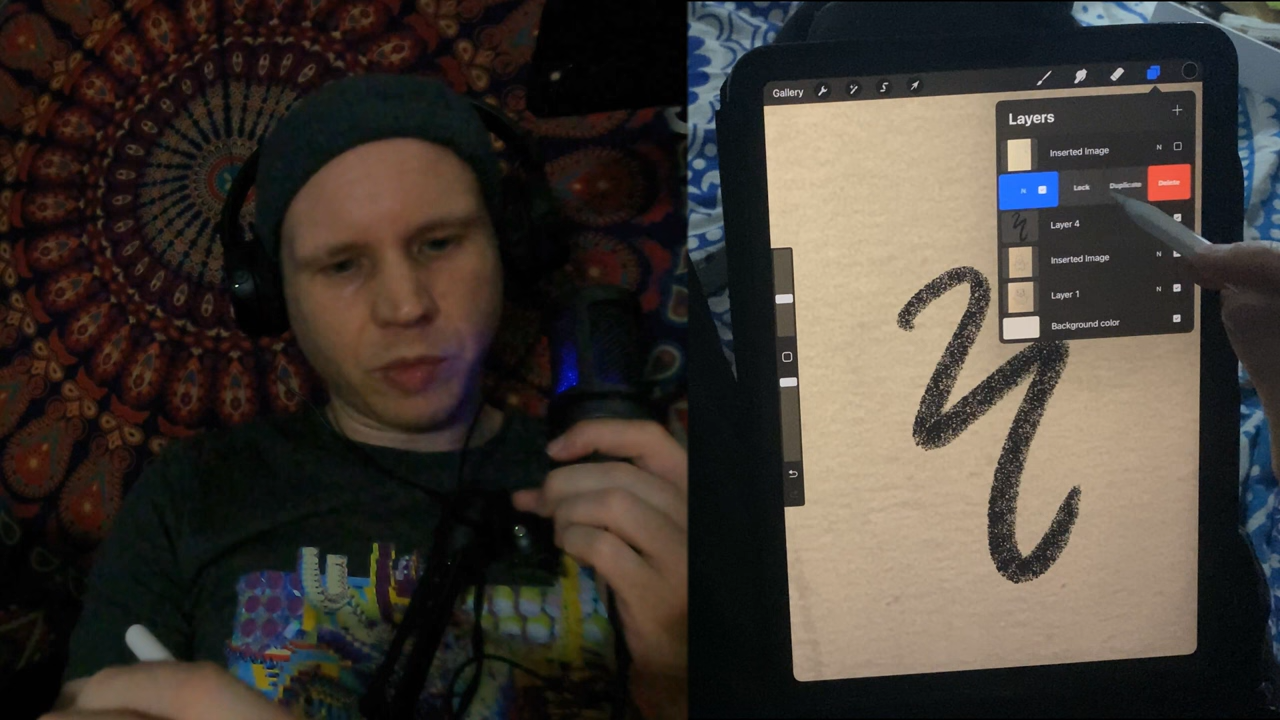 Gallery
Layers
Inserted Image N
N Lock Duplicate Delete
Layer 4
Inserted Image N
Layer 1 N
Background color